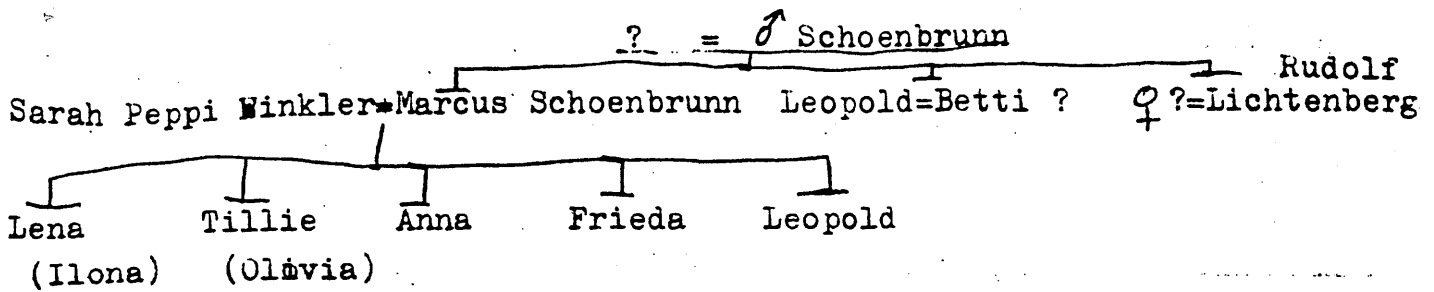 ? = ♂ Schoenbrunn
Rudolf
Sarah Peppi Winkler=Marcus Schoenbrunn Leopold=Betti ? ♀ ?=Lichtenberg
Lena Tillie Anna Frieda Leopold
(Ilona) (Olivia)